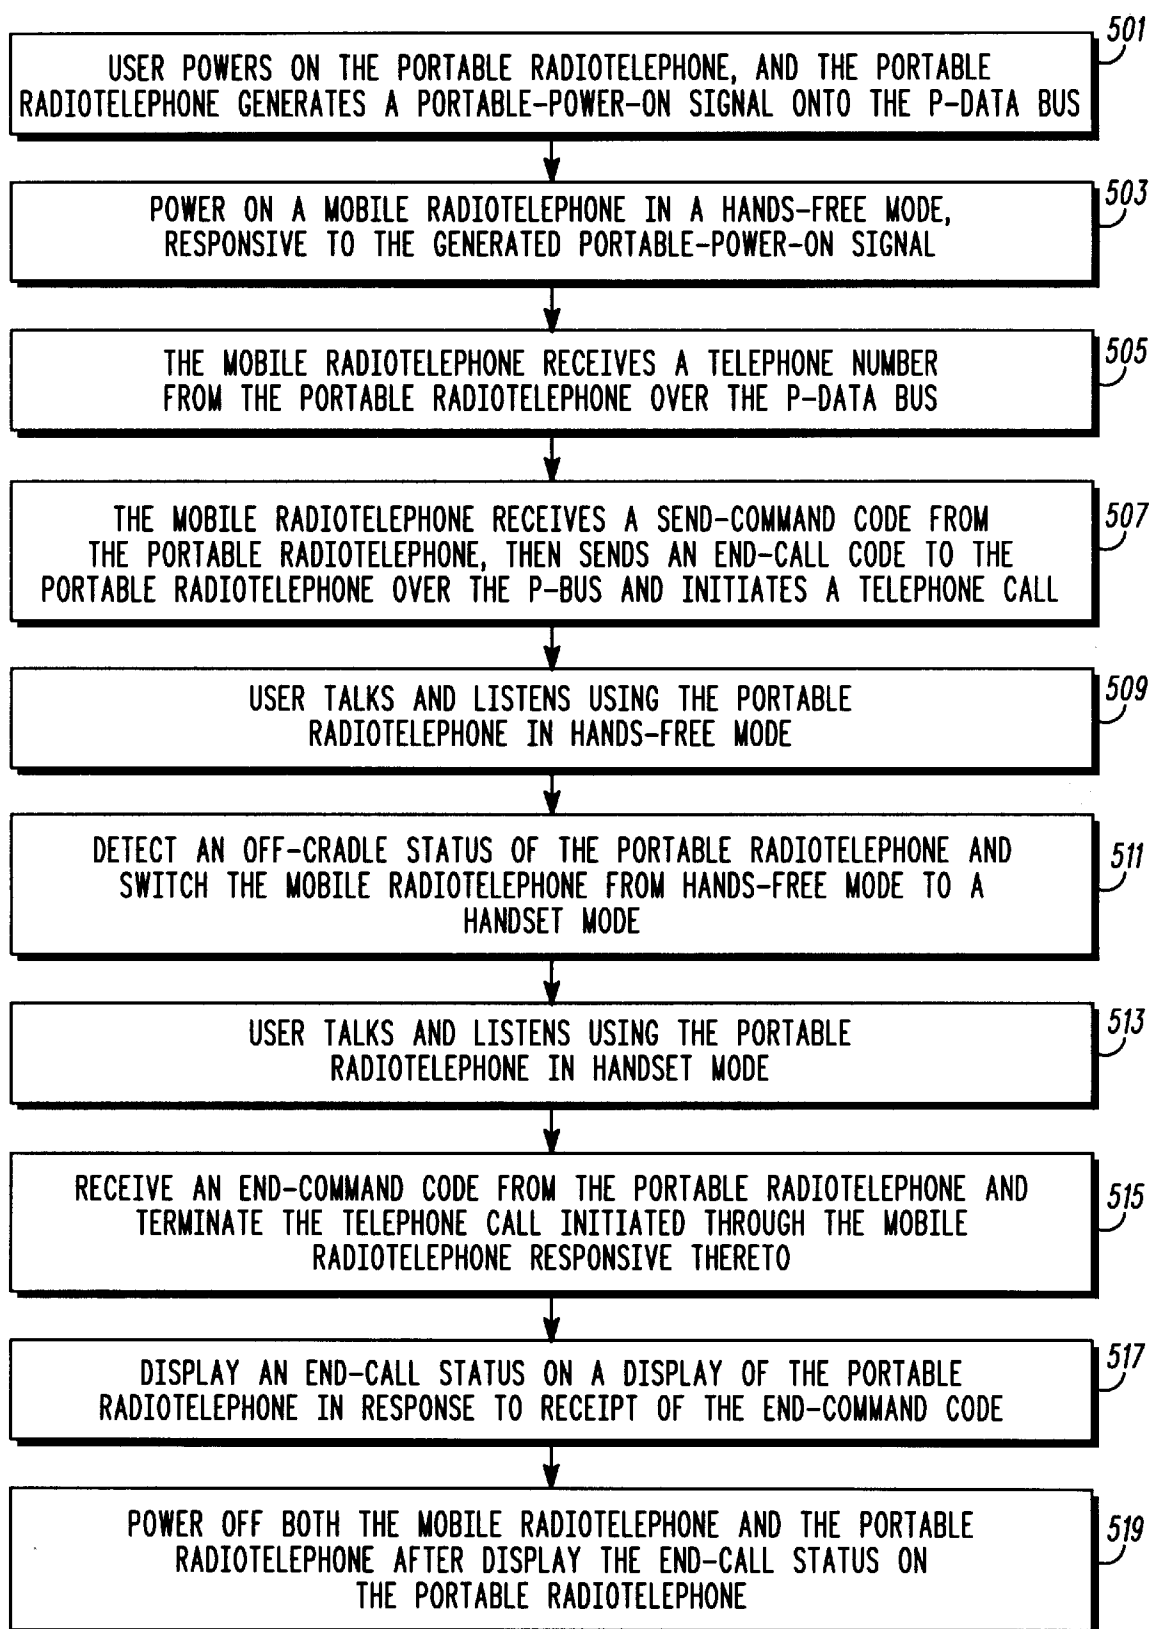 501
USER POWERS ON THE PORTABLE RADIOTELEPHONE, AND THE PORTABLE
RADIOTELEPHONE GENERATES A PORTABLE-POWER-ON SIGNAL ONTO THE P-DATA BUS
503
POWER ON A MOBILE RADIOTELEPHONE IN A HANDS-FREE MODE,
RESPONSIVE TO THE GENERATED PORTABLE-POWER-ON SIGNAL
505
THE MOBILE RADIOTELEPHONE RECEIVES A TELEPHONE NUMBER
FROM THE PORTABLE RADIOTELEPHONE OVER THE P-DATA BUS
507
THE MOBILE RADIOTELEPHONE RECEIVES A SEND-COMMAND CODE FROM
THE PORTABLE RADIOTELEPHONE, THEN SENDS AN END-CALL CODE TO THE
PORTABLE RADIOTELEPHONE OVER THE P-BUS AND INITIATES A TELEPHONE CALL
509
USER TALKS AND LISTENS USING THE PORTABLE
RADIOTELEPHONE IN HANDS-FREE MODE
511
DETECT AN OFF-CRADLE STATUS OF THE PORTABLE RADIOTELEPHONE AND
SWITCH THE MOBILE RADIOTELEPHONE FROM HANDS-FREE MODE TO A
HANDSET MODE
513
USER TALKS AND LISTENS USING THE PORTABLE
RADIOTELEPHONE IN HANDSET MODE
515
RECEIVE AN END-COMMAND CODE FROM THE PORTABLE RADIOTELEPHONE AND
TERMINATE THE TELEPHONE CALL INITIATED THROUGH THE MOBILE
RADIOTELEPHONE RESPONSIVE THERETO
517
DISPLAY AN END-CALL STATUS ON A DISPLAY OF THE PORTABLE
RADIOTELEPHONE IN RESPONSE TO RECEIPT OF THE END-COMMAND CODE
519
POWER OFF BOTH THE MOBILE RADIOTELEPHONE AND THE PORTABLE
RADIOTELEPHONE AFTER DISPLAY THE END-CALL STATUS ON
THE PORTABLE RADIOTELEPHONE